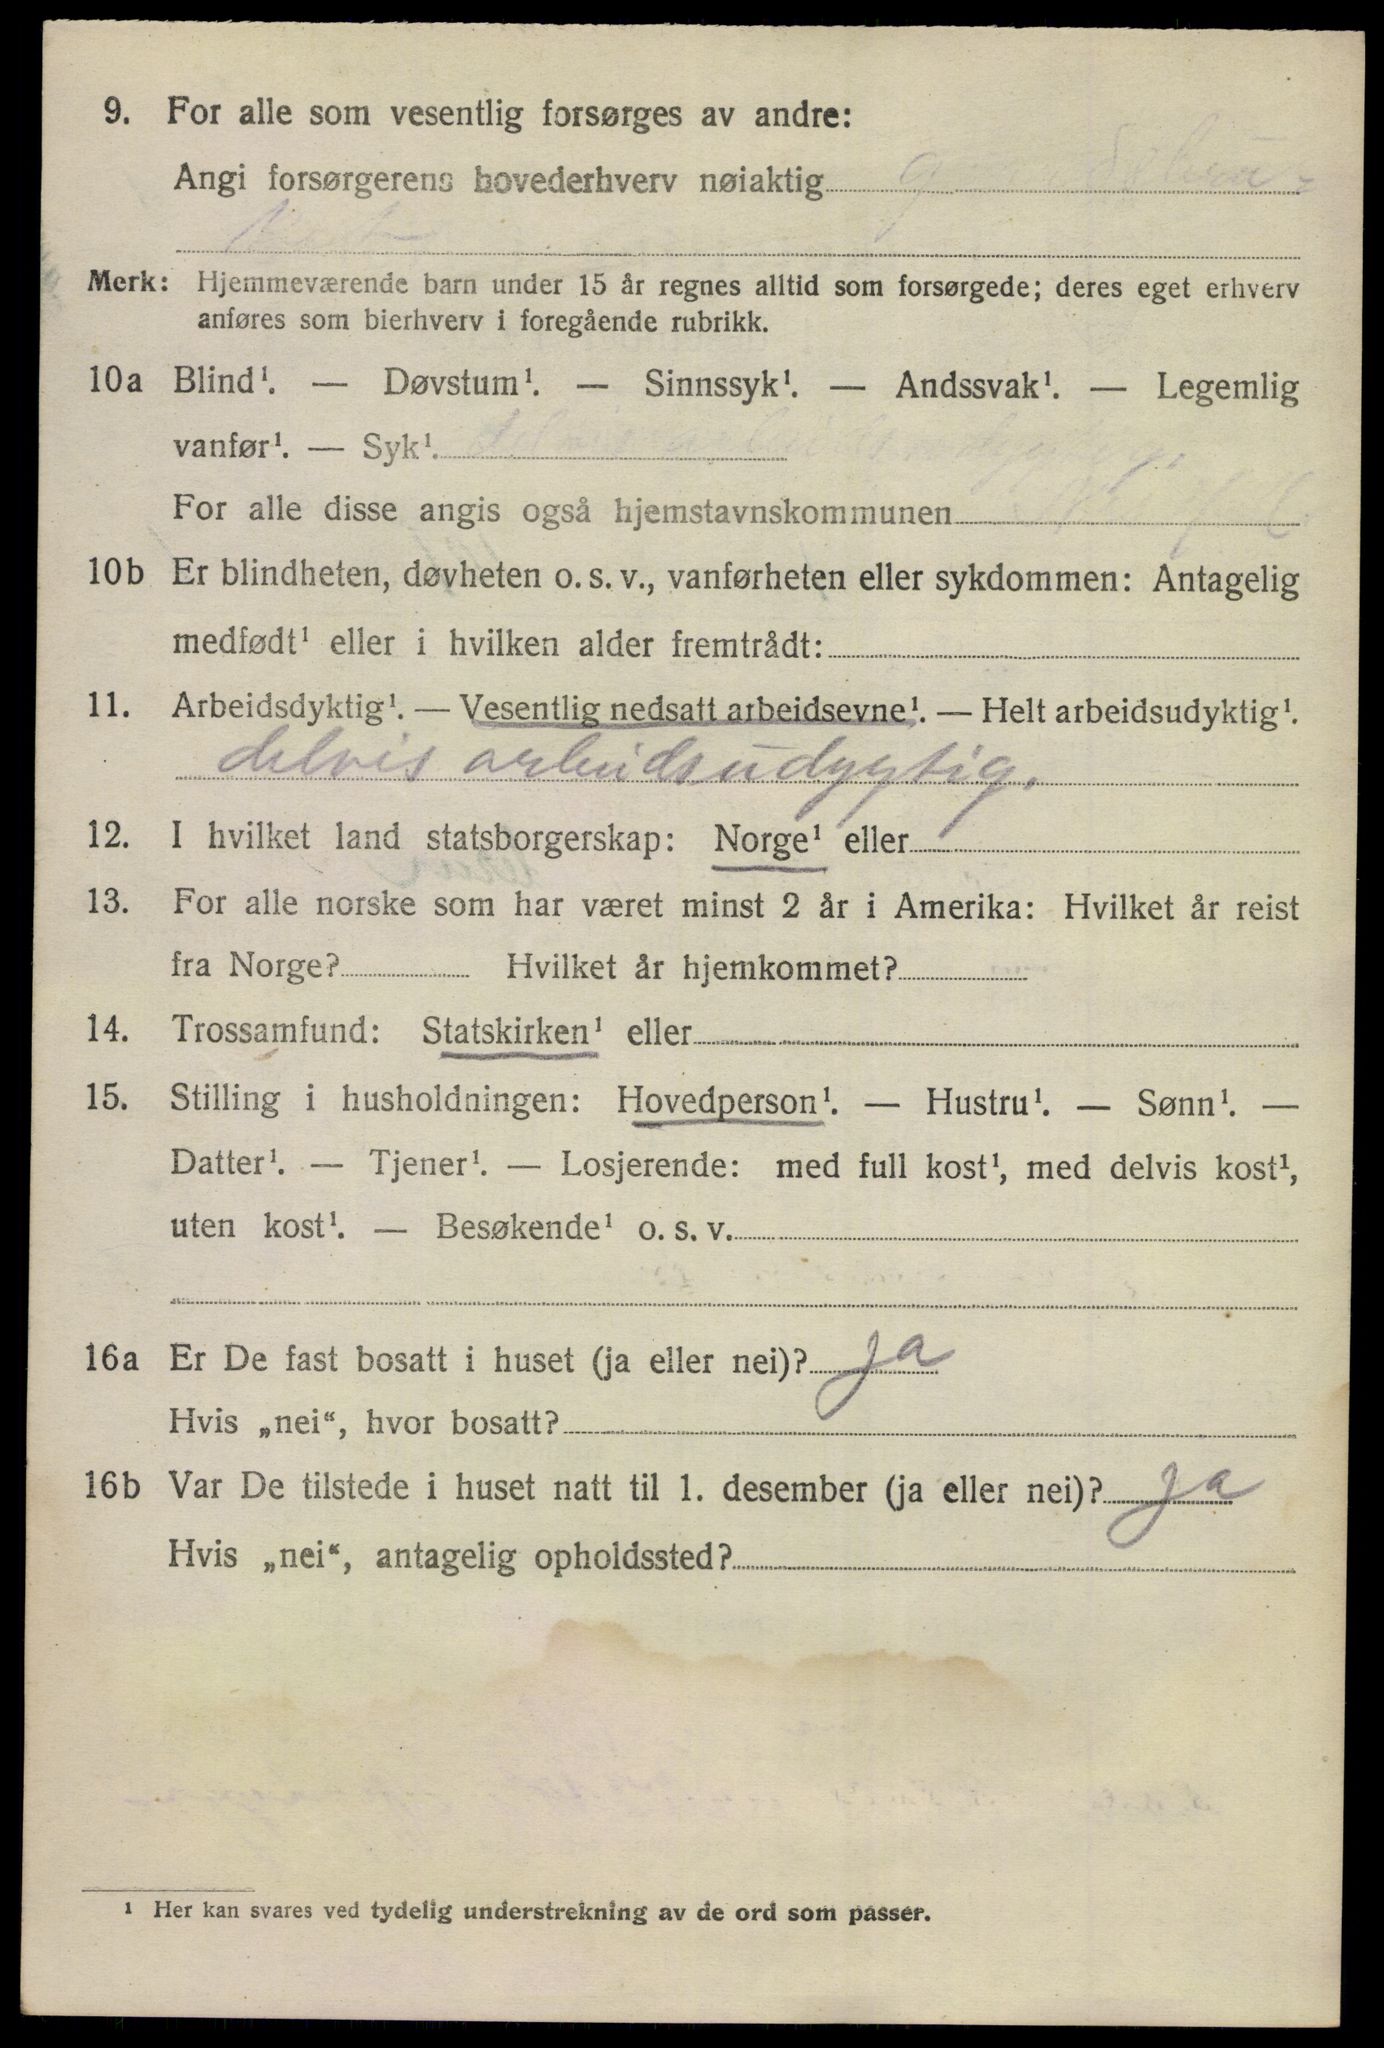 9. For alle som vesentlig forsørges av andre:
Angi forsørgerens hovederhverv nøiaktig
Merk: Hjemmeværende barn under 15 år regnes alltid som forsørgede; deres eget erhverv
anføres som bierhverv i foregående rubrikk.
10a Blind¹. — Døvstum¹. — Sinnssyk¹. — Andssvak¹. — Legemlig
vanfør¹. — Syk¹.
For alle disse angis også hjemstavnskommunen
10b Er blindheten, døvheten o. s. v., vanførheten eller sykdommen: Antagelig
medfødt¹ eller i hvilken alder fremtrådt:
11. Arbeidsdyktig¹. — Vesentlig nedsatt arbeidsevne¹. — Helt arbeidsudyktig¹.
delvis arbeidsudygtig.
12. I hvilket land statsborgerskap: Norge¹ eller
13. For alle norske som har været minst 2 år i Amerika: Hvilket år reist
fra Norge? Hvilket år hjemkommet?
14. Trossamfund: Statskirken¹ eller
15. Stilling i husholdningen: Hovedperson¹. — Hustru¹. — Sønn¹. —
Datter¹. — Tjener¹. — Losjerende: med full kost¹, med delvis kost¹,
uten kost¹. — Besøkende¹ o. s. v.
16a Er De fast bosatt i huset (ja eller nei)? ja
Hvis „nei“, hvor bosatt?
16b Var De tilstede i huset natt til 1. desember (ja eller nei)? ja
Hvis „nei“, antagelig opholdssted?
¹ Her kan svares ved tydelig understrekning av de ord som passer.